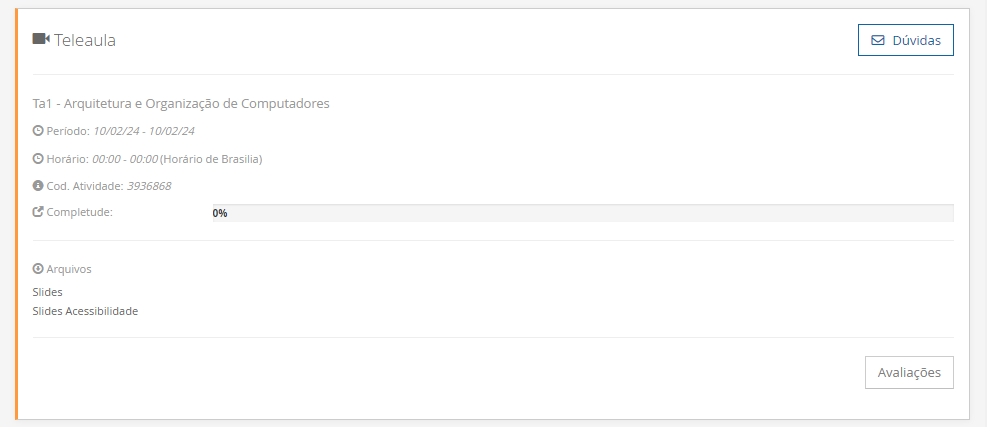 Teleaula
Dúvidas
Ta1 - Arquitetura e Organização de Computadores
Período: 10/02/24 - 10/02/24
Horário: 00:00 - 00:00 (Horário de Brasilia)
Cod. Atividade: 3936868
Completude: 0%
Arquivos
Slides
Slides Acessibilidade
Avaliações